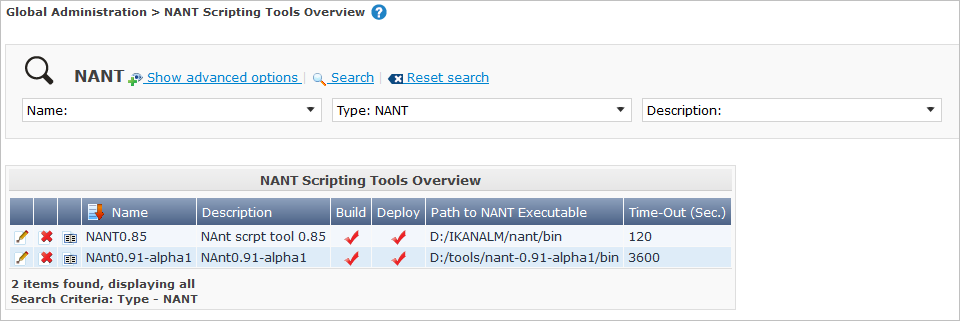 Global Administration > NANT Scripting Tools Overview ?
NANT Show advanced options | Search | Reset search
Name: Type: NANT Description:
NANT Scripting Tools Overview
Name Description Build Deploy Path to NANT Executable Time-Out (Sec.)
NANT0.85 NAnt scrpt tool 0.85 D:/IKANALM/nant/bin 120
NAnt0.91-alpha1 NAnt0.91-alpha1 D:/tools/nant-0.91-alpha1/bin 3600
2 items found, displaying all
Search Criteria: Type - NANT